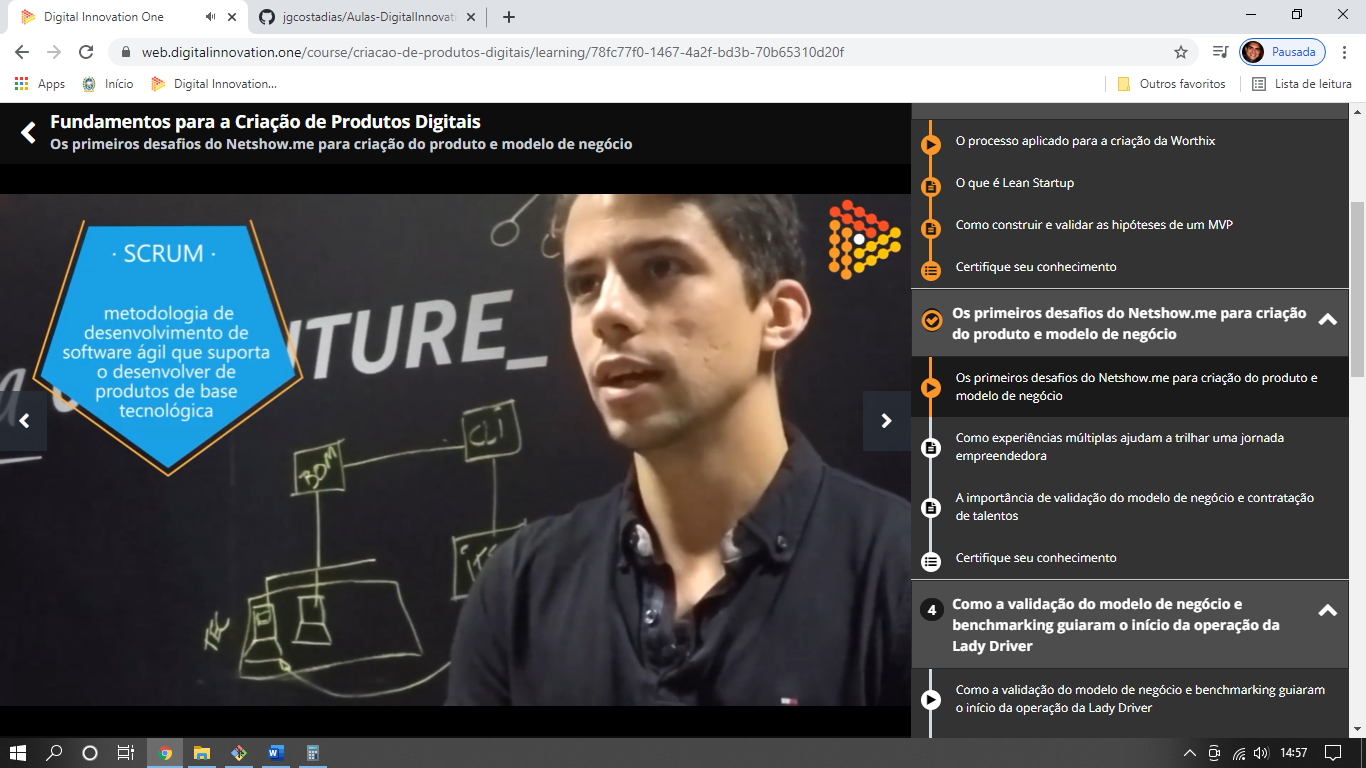 Digital Innovation One
jgcostadias/Aulas-DigitalInnovati
web.digitalinnovation.one/course/criacao-de-produtos-digitais/learning/78fc77f0-1467-4a2f-bd3b-70b65310d20f
Pausada
Apps
Início
Digital Innovation...
Outros favoritos
Lista de leitura
Fundamentos para a Criação de Produtos Digitais
Os primeiros desafios do Netshow.me para criação do produto e modelo de negócio
· SCRUM ·
metodologia de
desenvolvimento de
software ágil que suporta
o desenvolver de
produtos de base
tecnológica
UTURE_
BOM
CLI
O processo aplicado para a criação da Worthix
O que é Lean Startup
Como construir e validar as hipóteses de um MVP
Certifique seu conhecimento
Os primeiros desafios do Netshow.me para criação
do produto e modelo de negócio
Os primeiros desafios do Netshow.me para criação do produto e
modelo de negócio
Como experiências múltiplas ajudam a trilhar uma jornada
empreendedora
A importância de validação do modelo de negócio e contratação
de talentos
Certifique seu conhecimento
4
Como a validação do modelo de negócio e
benchmarking guiaram o início da operação da
Lady Driver
Como a validação do modelo de negócio e benchmarking guiaram
o início da operação da Lady Driver
14:57